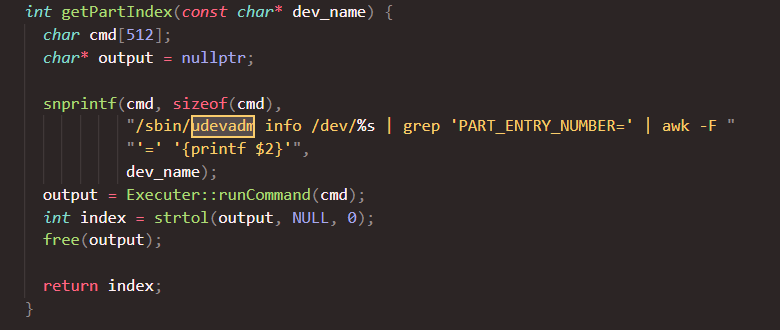 int getPartIndex(const char* dev_name) {
char cmd[512];
char* output = nullptr;
snprintf(cmd, sizeof(cmd),
"/sbin/udevadm info /dev/%s | grep 'PART_ENTRY_NUMBER=' | awk -F "
"'=' '{printf $2}'",
dev_name);
output = Executer::runCommand(cmd);
int index = strtol(output, NULL, 0);
free(output);
return index;
}